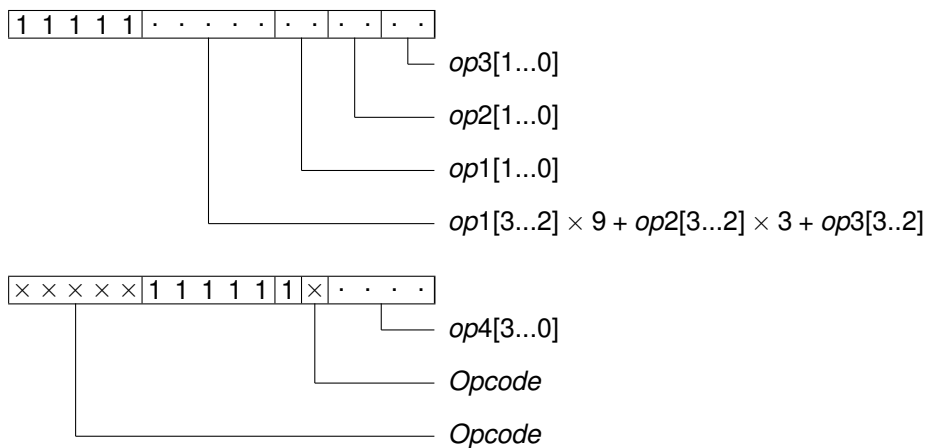 1 1 1 1 1 · · · · · · · · · · ·
op3[1...0]
op2[1...0]
op1[1...0]
op1[3...2] × 9 + op2[3...2] × 3 + op3[3..2]
× × × × × 1 1 1 1 1 1 × · · · ·
op4[3...0]
Opcode
Opcode